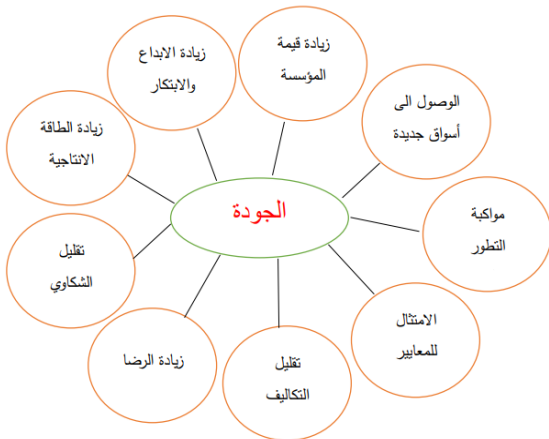 زيادة قيمة
المؤسسة
زيادة الابداع
والابتكار
الوصول الى
أسواق جديدة
زيادة الطاقة
الانتاجية
الجودة
مواكبة
التطور
تقليل
الشكاوي
الامتثال
للمعايير
زيادة الرضا
تقليل
التكاليف